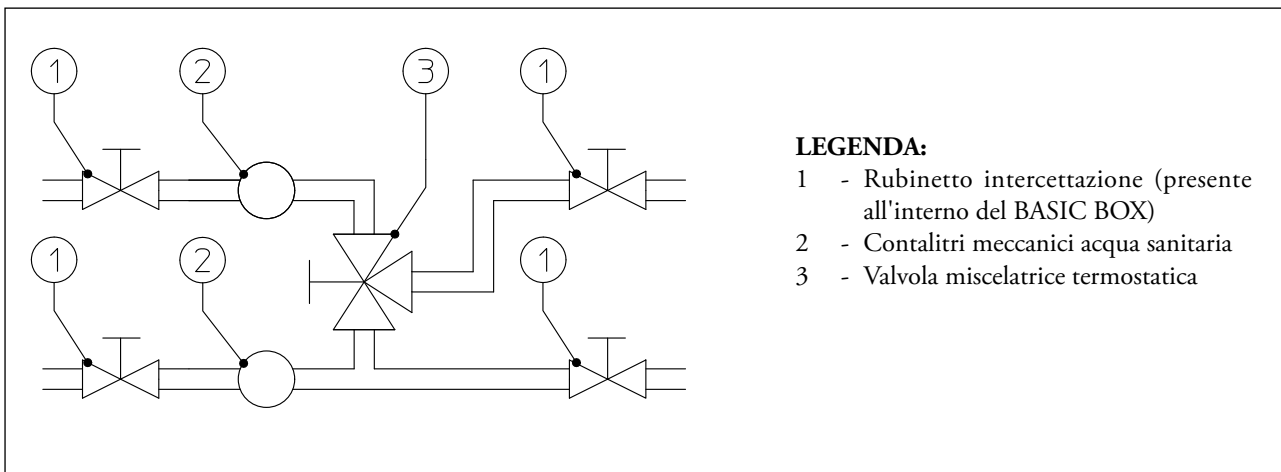 1 2 3 1
LEGENDA:
1 - Rubinetto intercettazione (presente
all'interno del BASIC BOX)
2 - Contalitri meccanici acqua sanitaria
3 - Valvola miscelatrice termostatica
1 2 1